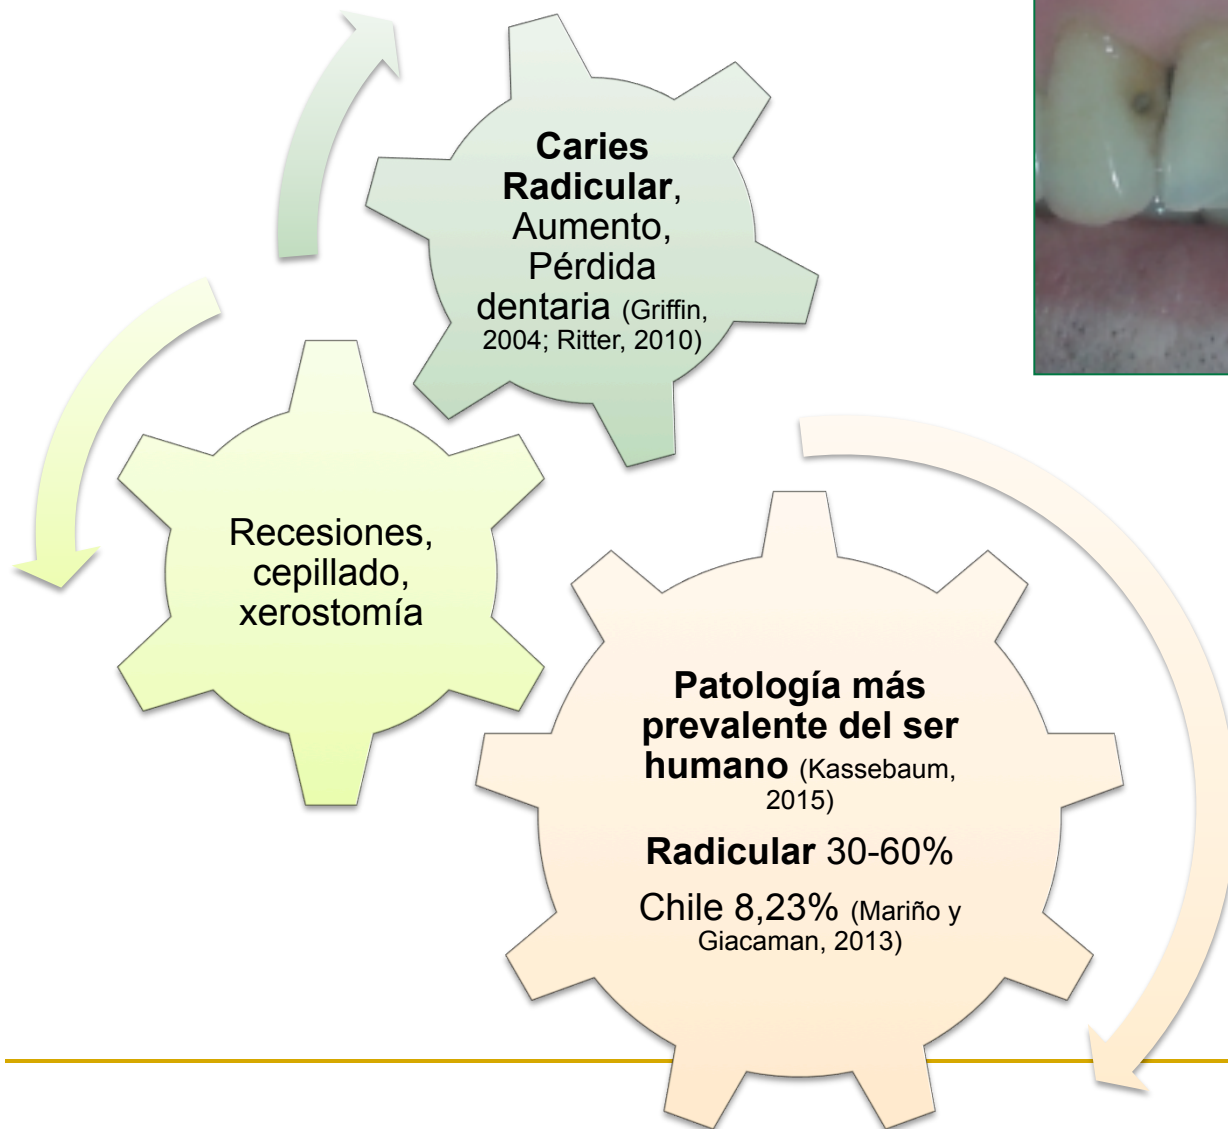 Caries
Radicular,
Aumento,
Pérdida
dentaria (Griffin,
2004; Ritter, 2010)
Recesiones,
cepillado,
xerostomía
Patología más
prevalente del ser
humano (Kassebaum,
2015)
Radicular 30-60%
Chile 8,23% (Mariño y
Giacaman, 2013)